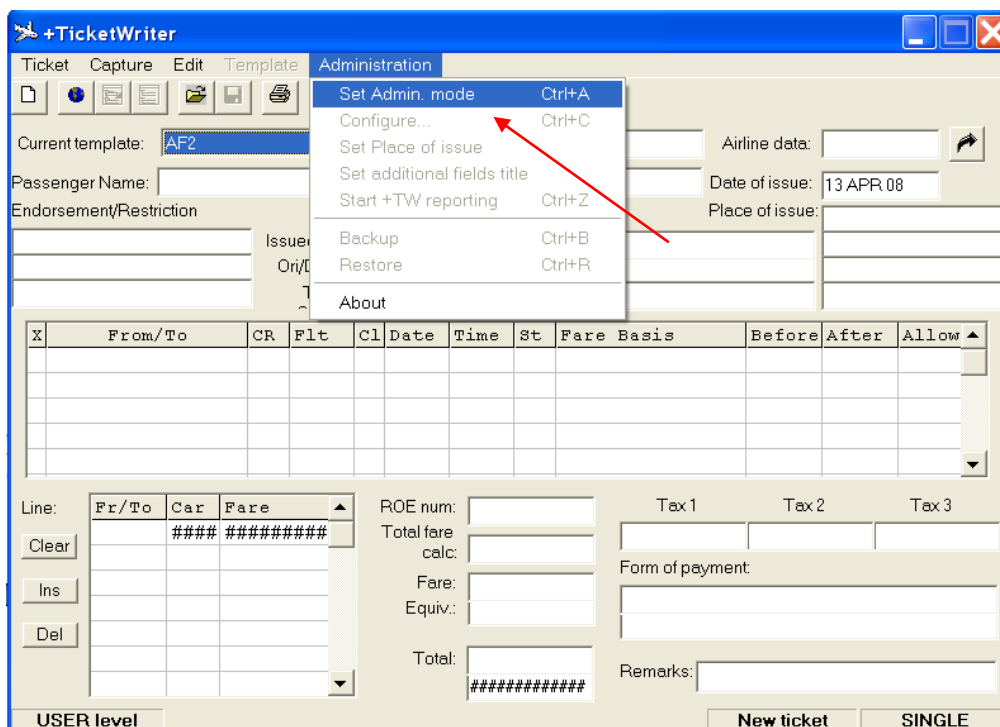 +TicketWriter
Ticket Capture Edit Template Administration
Set Admin. mode Ctrl+A
Configure... Ctrl+C
Set Place of issue
Set additional fields title
Start +TW reporting Ctrl+Z
Backup Ctrl+B
Restore Ctrl+R
About
Current template: AF2
Airline data:
Passenger Name:
Date of issue: 13 APR 08
Endorsement/Restriction
Place of issue:
X From/To CR Flt Cl Date Time St Fare Basis Before After Allow
Line: Fr/To Car Fare
#### #########
Clear
Ins
Del
ROE num:
Total fare
calc:
Fare:
Equiv.:
Total:
#############
Tax 1 Tax 2 Tax 3
Form of payment:
Remarks:
USER level New ticket SINGLE